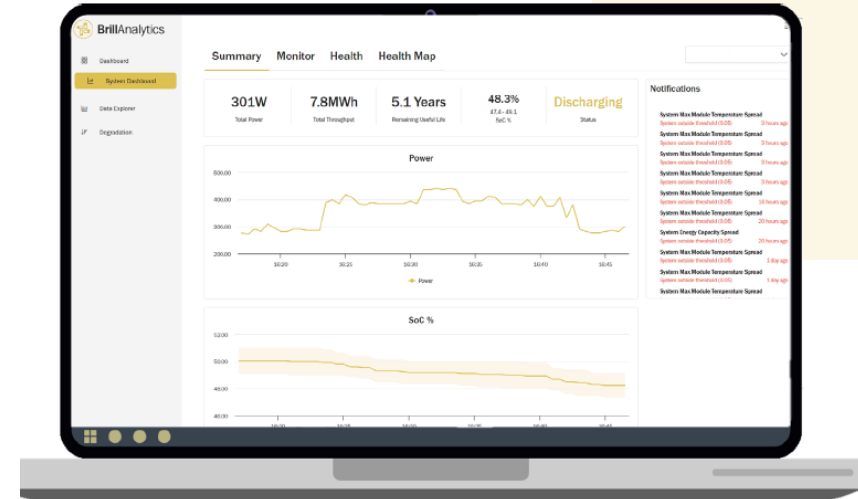 BrillAnalytics
Dashboard
System Dashboard
Data Explorer
Degradation
Summary Monitor Health Health Map
301W
Total Power
7.8MWh
Total Throughput
5.1 Years
Remaining Useful Life
48.3%
47.4 - 49.1
SoC %
Discharging
Status
Power
500.00
400.00
300.00
200.00
16:20 16:25 16:30 16:35 16:40 16:45
Power
SoC %
52.00
50.00
48.00
46.00
Notifications
System Max Module Temperature Spread
System outside threshold (0.05) 9 hours ago
System Max Module Temperature Spread
System outside threshold (0.05) 9 hours ago
System Max Module Temperature Spread
System outside threshold (0.05) 9 hours ago
System Max Module Temperature Spread
System outside threshold (0.05) 9 hours ago
System Max Module Temperature Spread
System outside threshold (0.05) 14 hours ago
System Max Module Temperature Spread
System outside threshold (0.05) 20 hours ago
System Energy Capacity Spread
System outside threshold (0.05) 20 hours ago
System Max Module Temperature Spread
System outside threshold (0.05) 1 day ago
System Max Module Temperature Spread
System outside threshold (0.05) 1 day ago
System Max Module Temperature Spread